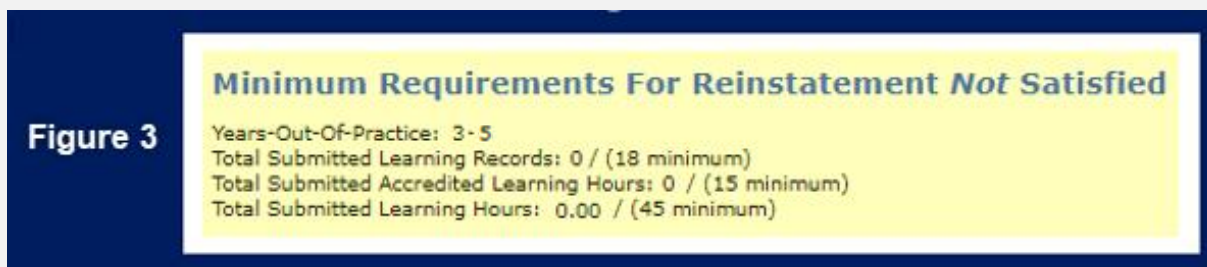 Minimum Requirements For Reinstatement Not Satisfied
Figure 3
Years-Out-Of-Practice: 3-5
Total Submitted Learning Records: 0 / (18 minimum)
Total Submitted Accredited Learning Hours: 0 / (15 minimum)
Total Submitted Learning Hours: 0.00 / (45 minimum)